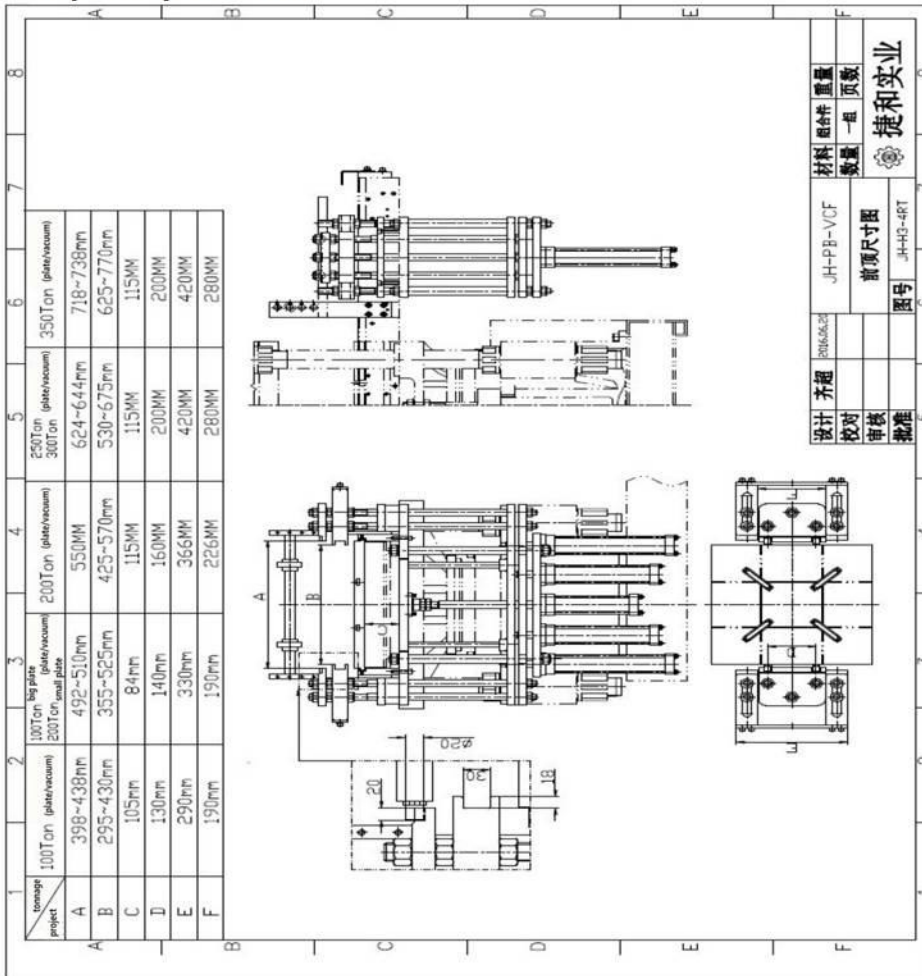 1 2 3 4 5 6 7 8
A B C D E F
tonnage
project
100Ton (plate/vacuum)
100Ton big plate
200Ton small plate (plate/vacuum)
200Ton (plate/vacuum)
250Ton
300Ton (plate/vacuum)
350Ton (plate/vacuum)
A 398~438mm 492~510mm 550MM 624~644mm 718~738mm
B 295~430mm 355~525mm 425~570mm 530~675mm 625~770mm
C 105mm 84mm 115MM 115MM 115MM
D 130mm 140mm 160MM 200MM 200MM
E 290mm 330mm 366MM 420MM 420MM
F 190mm 190mm 226MM 280MM 280MM
A
B
C
20
ø20
30
18
D
E
F
设计 齐超 2016.06.20
校对
审核
批准
JH-PB-VCF
前顶尺寸图
图号 JH-H3-4RT
材料 组合件 重量
数量 一组 页数
捷和实业
A B C D E F